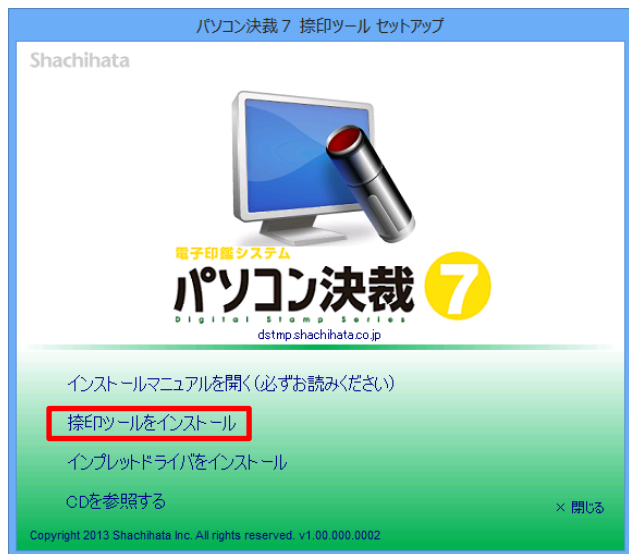 パソコン決裁７ 捺印ツール セットアップ
Shachihata
電子印鑑システム
パソコン決裁 7
Digital Stamp Series
dstmp.shachihata.co.jp
インストールマニュアルを開く(必ずお読みください)
捺印ツールをインストール
インプレットドライバをインストール
CDを参照する
× 閉じる
Copyright 2013 Shachihata Inc. All rights reserved. v1.00.000.0002